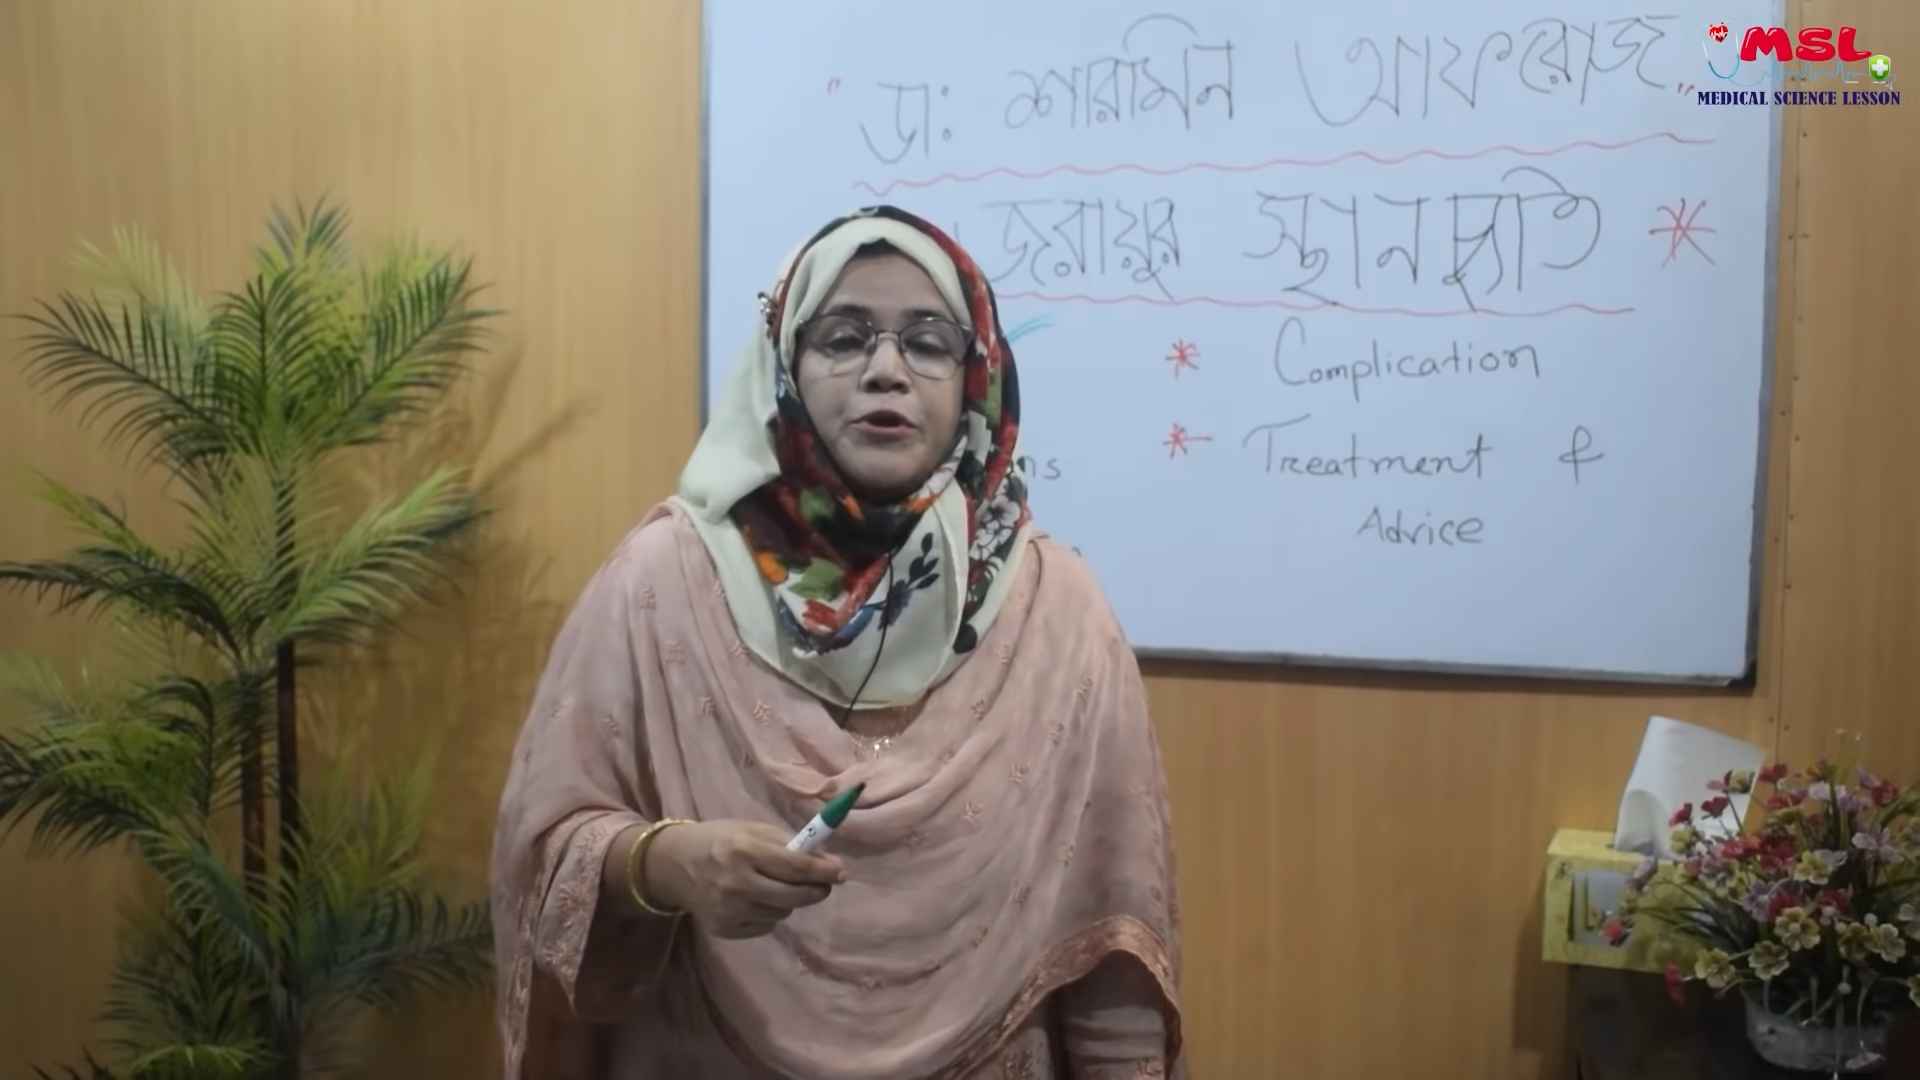 MSL
MEDICAL SCIENCE LESSON
"ডাঃ শারমিন আফরোজ"
জরায়ুর স্থানচ্যুতি *
* Complication
* Treatment &
Advice